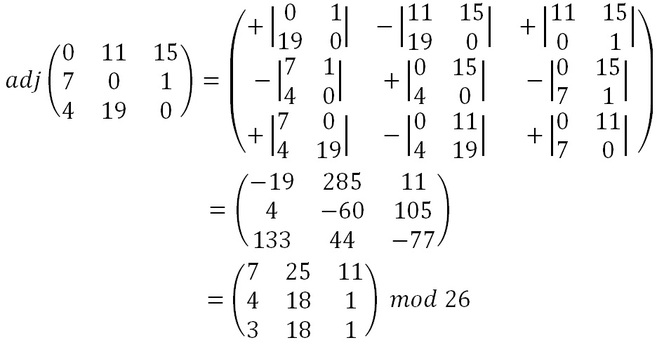 adj (0 11 15) = (+ |0 1| − |11 15| + |11 15|)
(7 0 1) (|19 0| |19 0| |0 1|)
(4 19 0) (− |7 1| + |0 15| − |0 15|)
(|4 0| |4 0| |7 1|)
(+ |7 0| − |0 11| + |0 11|)
(|4 19| |4 19| |7 0|)
= (−19 285 11)
(4 −60 105)
(133 44 −77)
= (7 25 11)
(4 18 1) mod 26
(3 18 1)